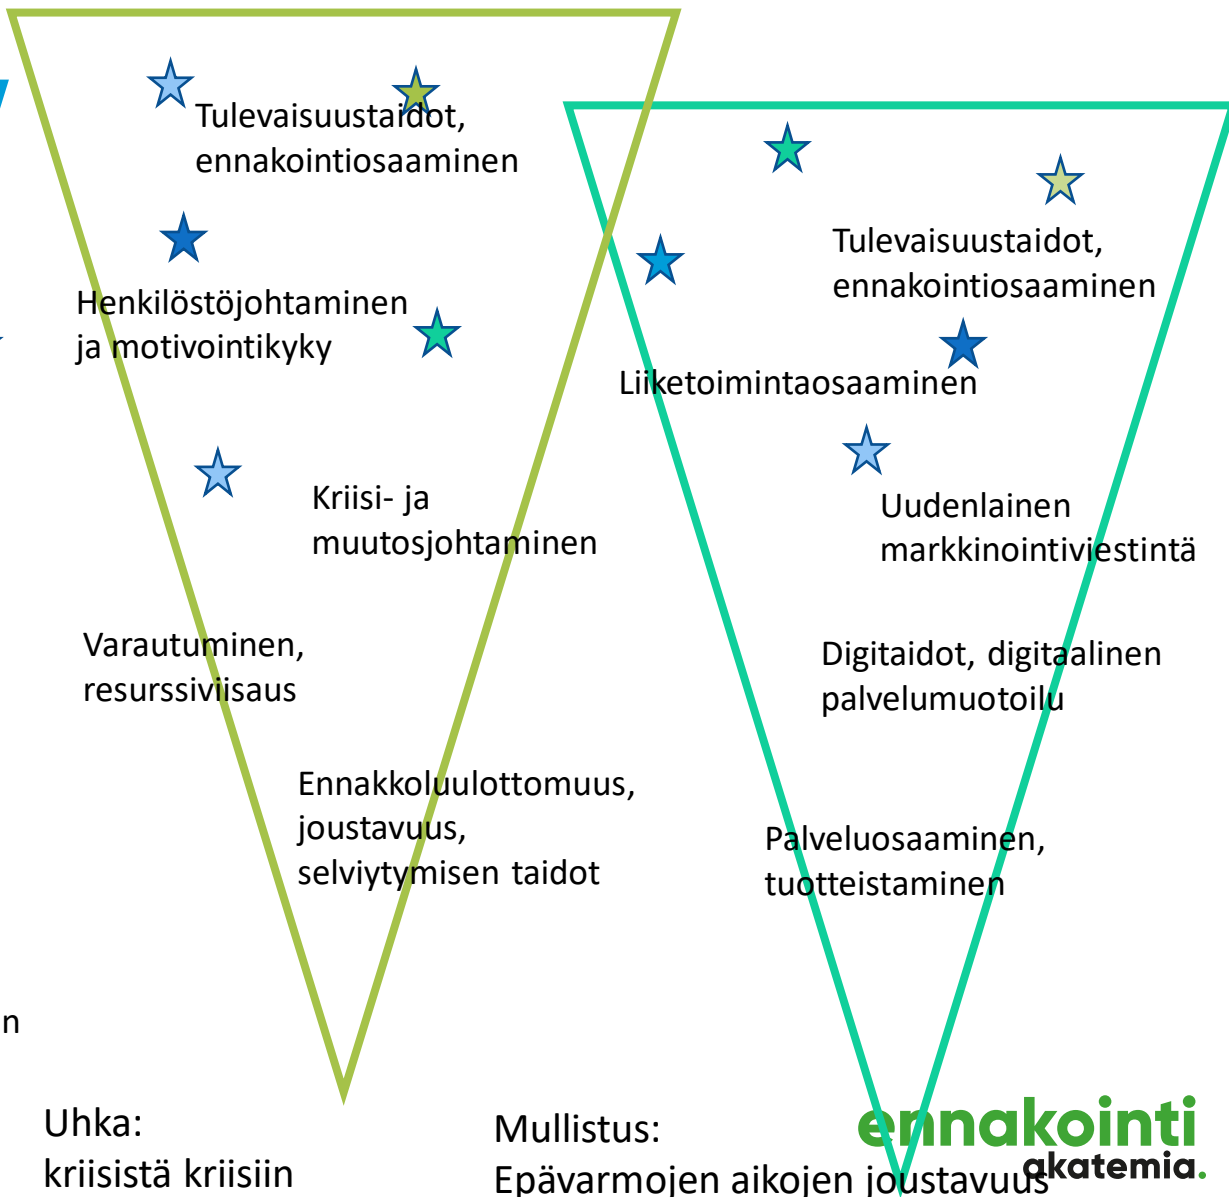 Tulevaisuustaidot,
ennakointiosaaminen
Henkilöstöjohtaminen
ja motivointikyky
Kriisi- ja
muutosjohtaminen
Varautuminen,
resurssiviisaus
Ennakkoluulottomuus,
joustavuus,
selviytymisen taidot
n
Uhka:
kriisistä kriisiin
Tulevaisuustaidot,
ennakointiosaaminen
Liiketoimintaosaaminen
Uudenlainen
markkinointiviestintä
Digitaidot, digitaalinen
palvelumuotoilu
Palveluosaaminen,
tuotteistaminen
Mullistus:
Epävarmojen aikojen joustavuus
ennakointi
akatemia.